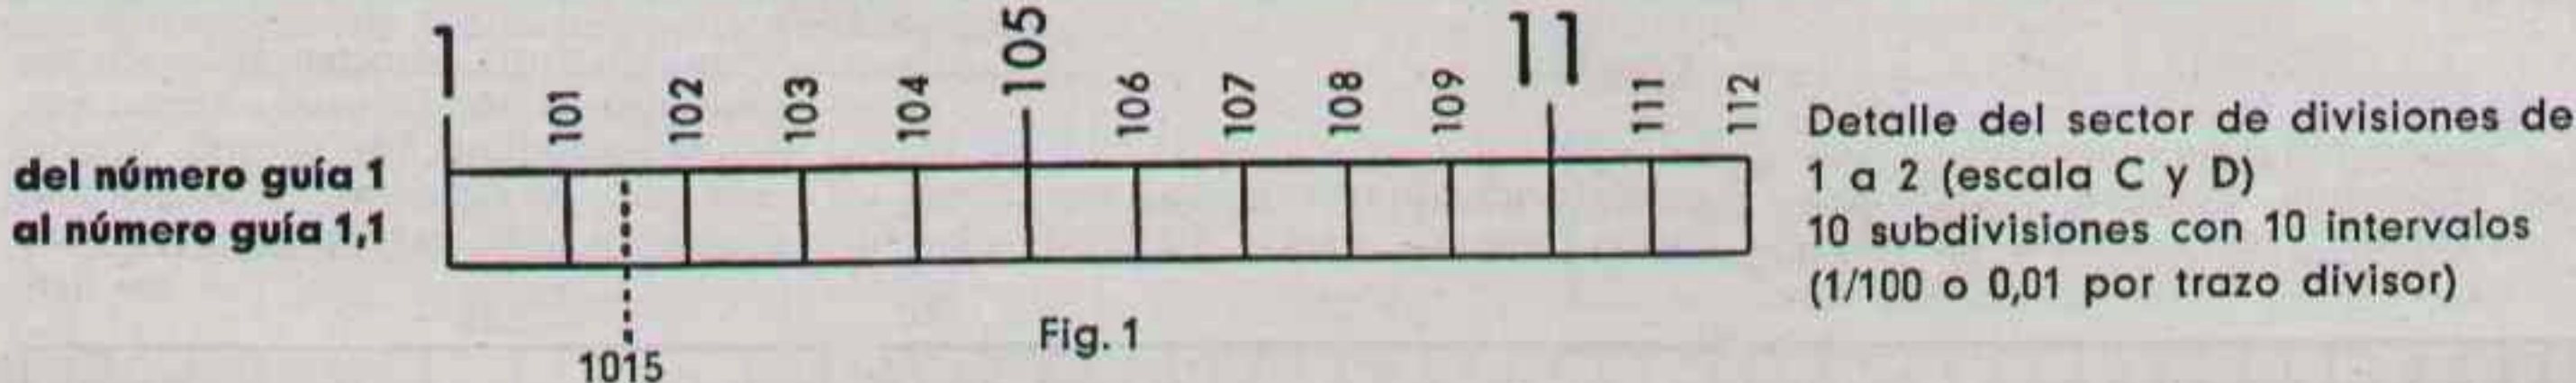 1 101 102 103 104 105 106 107 108 109 11 111 112
del número guía 1
al número guía 1,1
Detalle del sector de divisiones de
1 a 2 (escala C y D)
10 subdivisiones con 10 intervalos
(1/100 o 0,01 por trazo divisor)
1015
Fig. 1